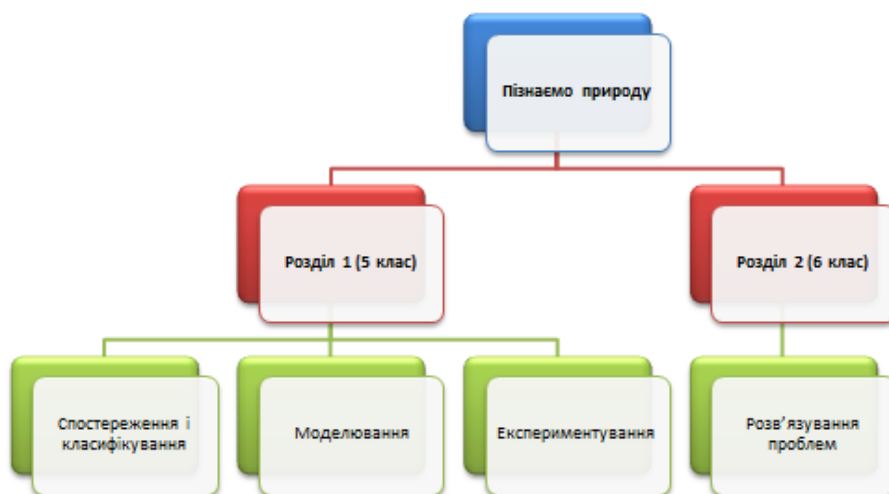 Пізнаємо природу
Розділ 1 (5 клас)
Розділ 2 (6 клас)
Спостереження і
класифікування
Моделювання
Експериментування
Розв’язування
проблем